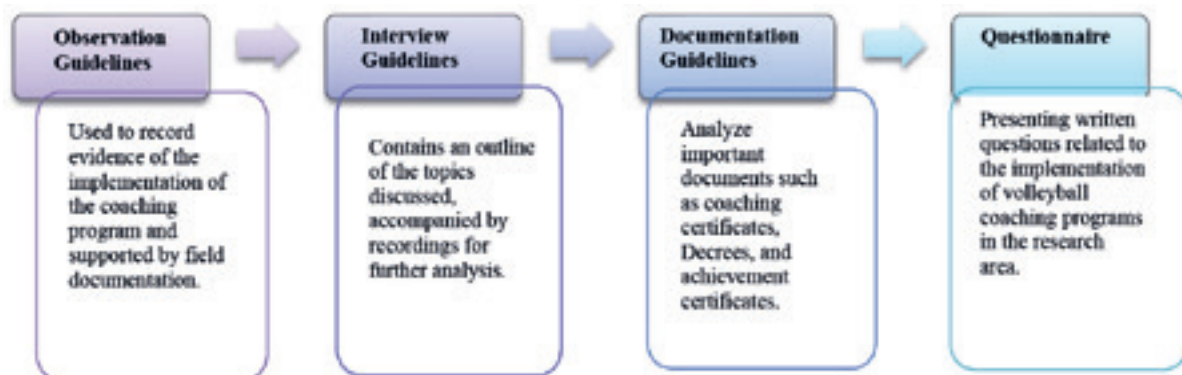 Observation
Guidelines
Used to record
evidence of the
implementation of
the coaching
program and
supported by field
documentation.
Interview
Guidelines
Contains an outline
of the topics
discussed,
accompanied by
recordings for
further analysis.
Documentation
Guidelines
Analyze
important
documents such
as coaching
certificates,
Decrees, and
achievement
certificates.
Questionnaire
Presenting written
questions related to
the implementation
of volleyball
coaching programs
in the research
area.